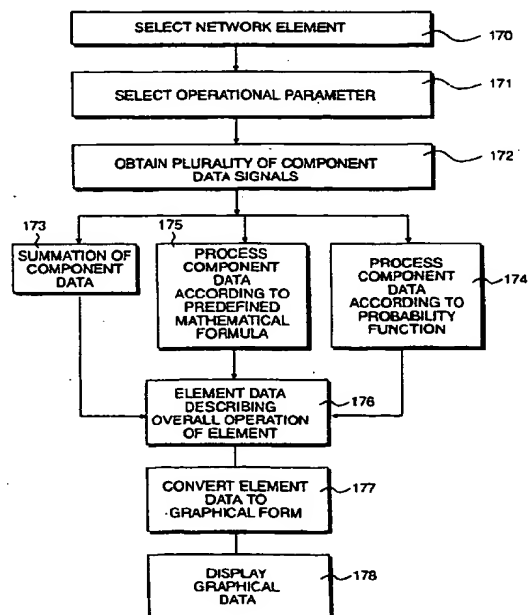 SELECT NETWORK ELEMENT
170
SELECT OPERATIONAL PARAMETER
171
OBTAIN PLURALITY OF COMPONENT
DATA SIGNALS
172
173
SUMMATION OF
COMPONENT
DATA
175
PROCESS
COMPONENT
DATA
ACCORDING TO
PREDEFINED
MATHEMATICAL
FORMULA
PROCESS
COMPONENT
DATA
ACCORDING TO
PROBABILITY
FUNCTION
174
ELEMENT DATA
DESCRIBING
OVERALL OPERATION
OF ELEMENT
176
CONVERT ELEMENT
DATA TO
GRAPHICAL FORM
177
DISPLAY
GRAPHICAL
DATA
178